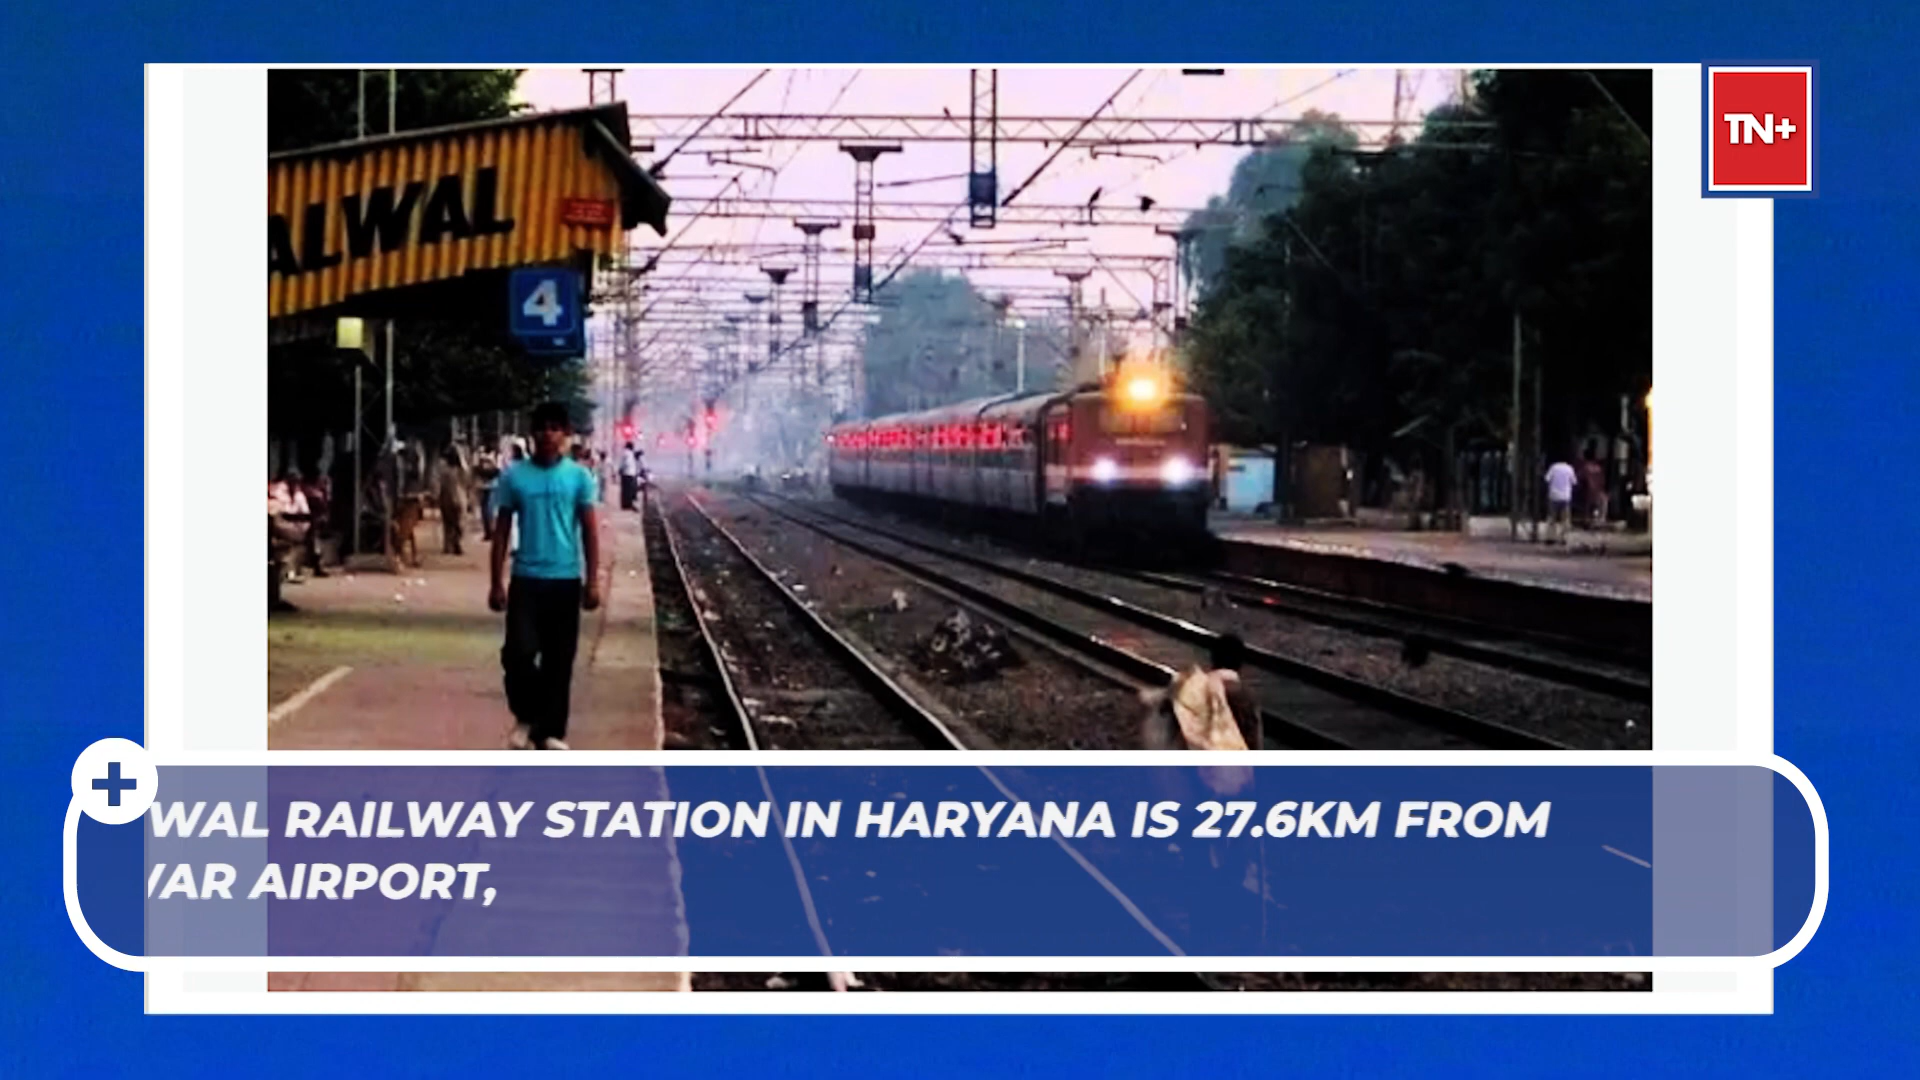 TN+
ALWAL
4
WAL RAILWAY STATION IN HARYANA IS 27.6KM FROM
AR AIRPORT,